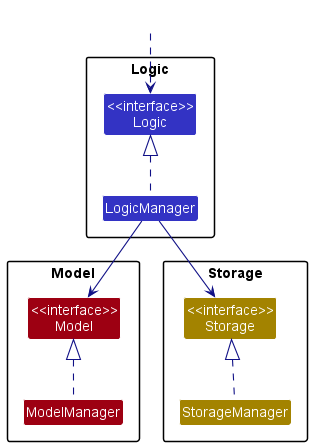 Logic
<<interface>>
Logic
LogicManager
Model
<<interface>>
Model
ModelManager
Storage
<<interface>>
Storage
StorageManager